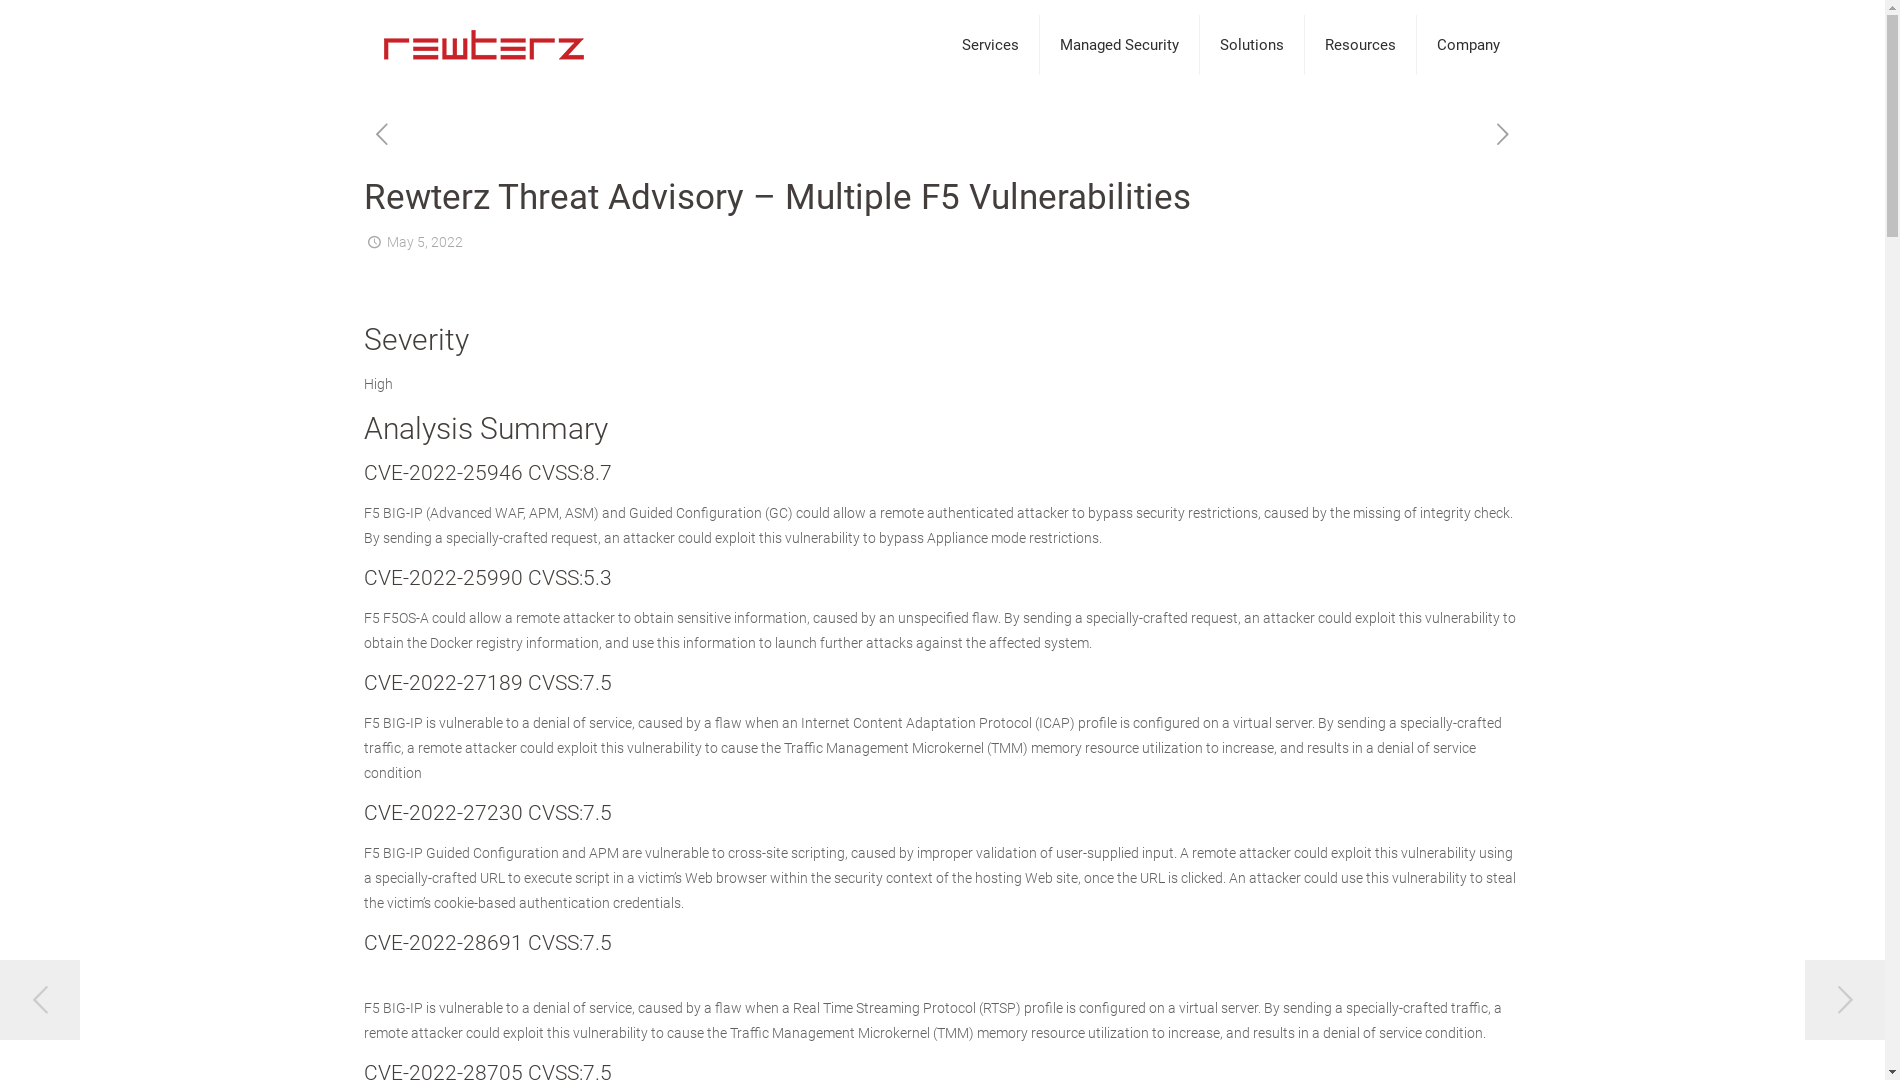 rewterz
Services
Managed Security
Solutions
Resources
Company
Rewterz Threat Advisory – Multiple F5 Vulnerabilities
May 5, 2022
Severity
High
Analysis Summary
CVE-2022-25946 CVSS:8.7
F5 BIG-IP (Advanced WAF, APM, ASM) and Guided Configuration (GC) could allow a remote authenticated attacker to bypass security restrictions, caused by the missing of integrity check.
By sending a specially-crafted request, an attacker could exploit this vulnerability to bypass Appliance mode restrictions.
CVE-2022-25990 CVSS:5.3
F5 F5OS-A could allow a remote attacker to obtain sensitive information, caused by an unspecified flaw. By sending a specially-crafted request, an attacker could exploit this vulnerability to
obtain the Docker registry information, and use this information to launch further attacks against the affected system.
CVE-2022-27189 CVSS:7.5
F5 BIG-IP is vulnerable to a denial of service, caused by a flaw when an Internet Content Adaptation Protocol (ICAP) profile is configured on a virtual server. By sending a specially-crafted
traffic, a remote attacker could exploit this vulnerability to cause the Traffic Management Microkernel (TMM) memory resource utilization to increase, and results in a denial of service
condition
CVE-2022-27230 CVSS:7.5
F5 BIG-IP Guided Configuration and APM are vulnerable to cross-site scripting, caused by improper validation of user-supplied input. A remote attacker could exploit this vulnerability using
a specially-crafted URL to execute script in a victim’s Web browser within the security context of the hosting Web site, once the URL is clicked. An attacker could use this vulnerability to steal
the victim’s cookie-based authentication credentials.
CVE-2022-28691 CVSS:7.5
F5 BIG-IP is vulnerable to a denial of service, caused by a flaw when a Real Time Streaming Protocol (RTSP) profile is configured on a virtual server. By sending a specially-crafted traffic, a
remote attacker could exploit this vulnerability to cause the Traffic Management Microkernel (TMM) memory resource utilization to increase, and results in a denial of service condition.
CVE-2022-28705 CVSS:7.5